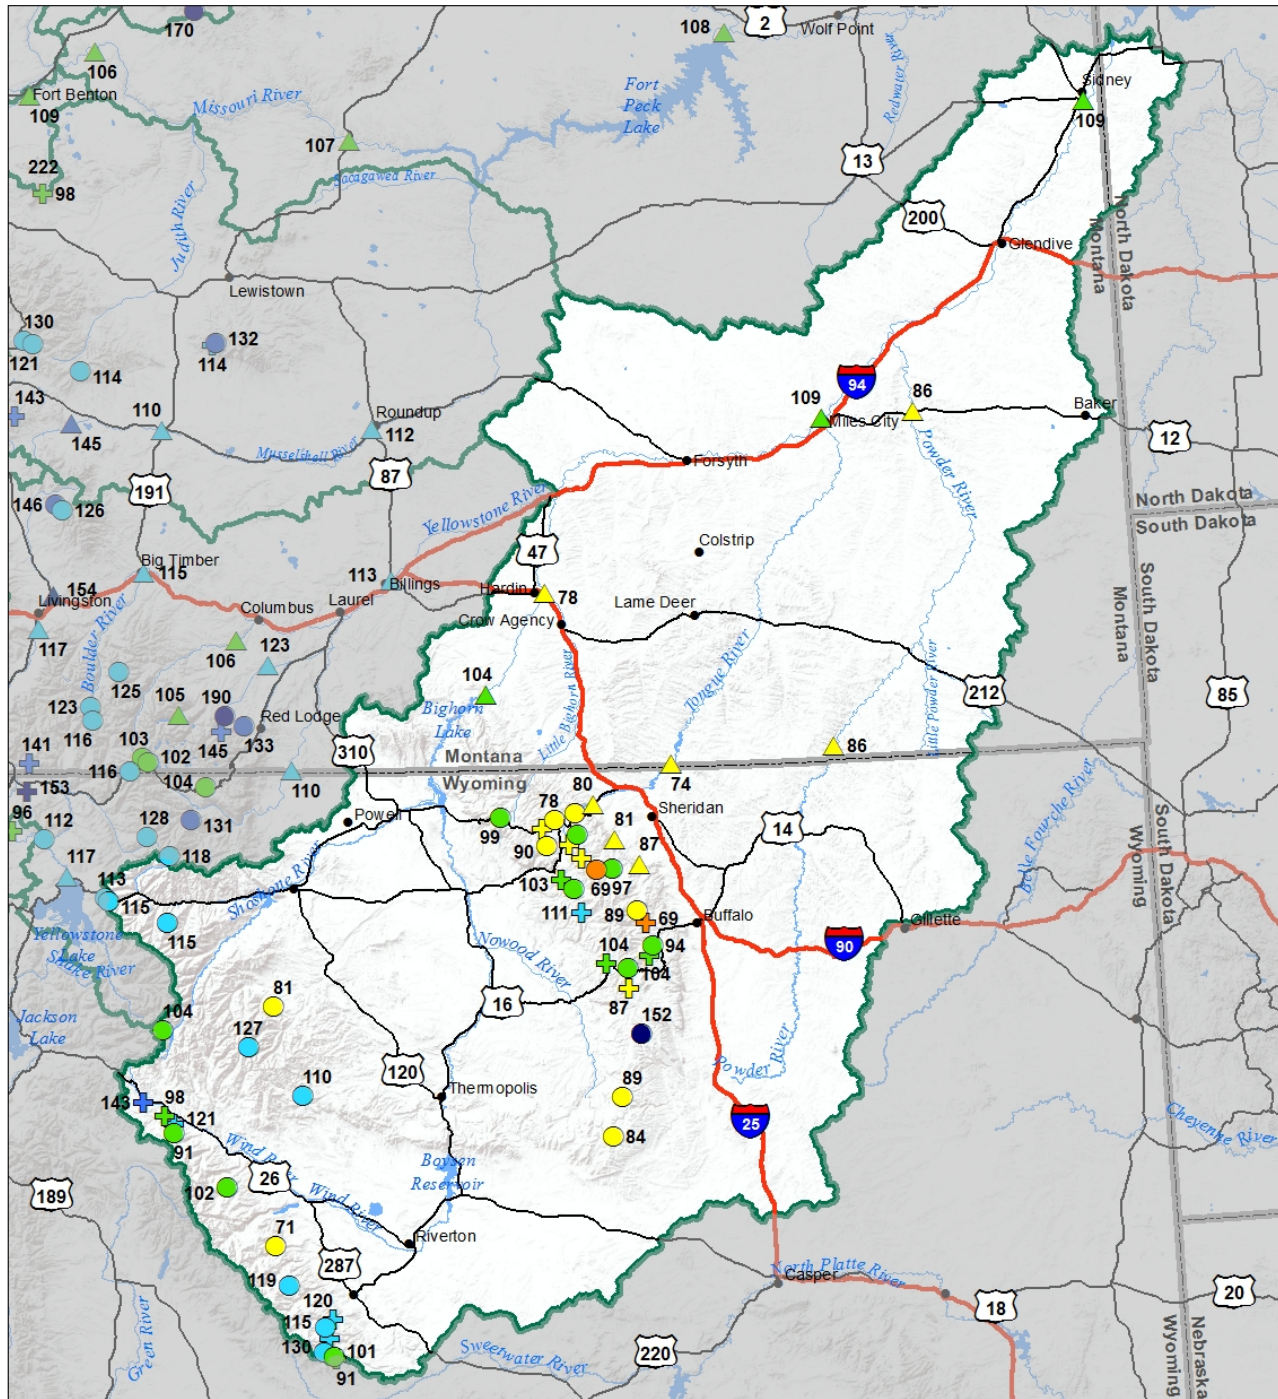 170
108
2
Wolf Point
106
Fort Benton
109
Missouri River
Fort
Peck
Lake
Redwater River
Sidney
109
107
13
222
98
Sacagawea River
Judith River
200
North Dakota
Montana
Glendive
Lewistown
130
121
132
114
114
94
143
145
110
Roundup
112
109
86
Miles City
Baker
12
Musselshell River
87
Forsyth
Powder River
191
146
126
Yellowstone River
North Dakota
South Dakota
47
Colstrip
Big Timber
115
113
Billings
154
Livingston
Columbus
Laurel
Hardin
78
Lame Deer
Crow Agency
South Dakota
Montana
117
Boulder River
106
123
125
104
Bighorn
Lake
Little Bighorn River
Tongue River
Little Powder River
212
85
123
116
105
190
Red Lodge
145
133
310
141
103
102
116
104
110
Montana
Wyoming
86
74
153
96
112
128
131
118
Powell
99
78
80
81
90
87
Sheridan
14
Belle Fourche River
South Dakota
Wyoming
117
113
115
115
Shoshone River
103
69
97
111
89
69
Buffalo
Gillette
90
Yellowstone
Lake
Snake River
Nowood River
104
94
104
16
87
81
104
127
152
Jackson
Lake
120
Powder River
110
Thermopolis
89
143
98
121
91
84
25
Cheyenne River
Wind River
26
Wind River
Boysen
Reservoir
189
102
71
Riverton
287
119
North Platte River
Casper
18
20
120
115
130
101
91
Green River
Sweetwater River
220
Nebraska
Wyoming